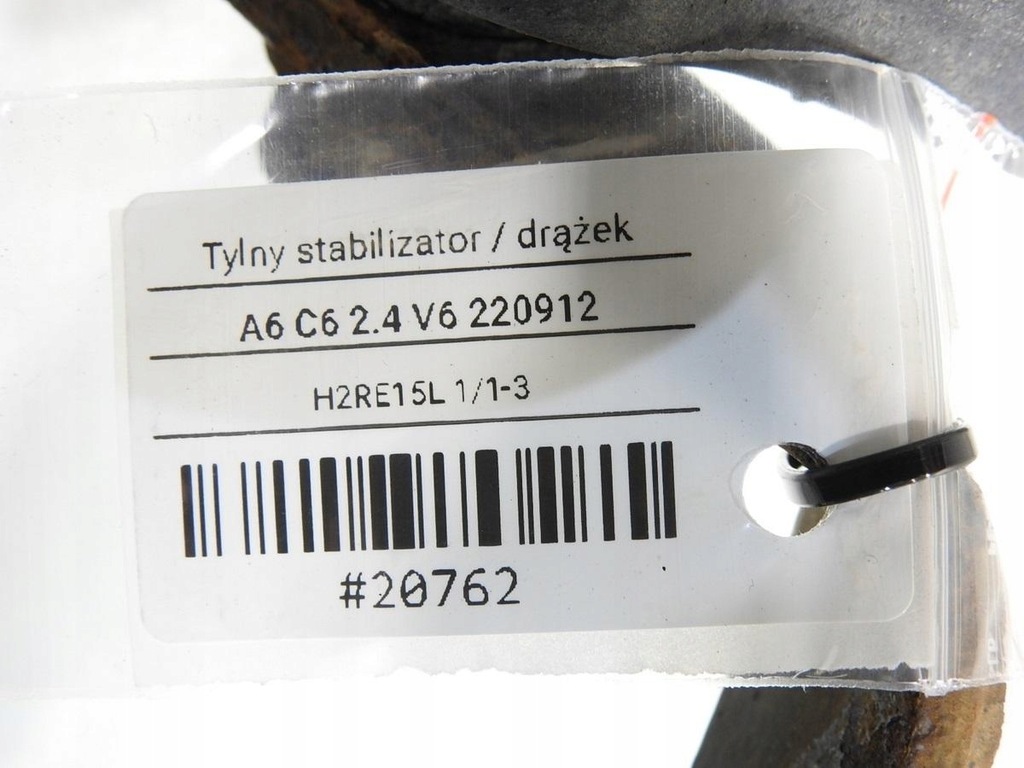 Tylny stabilizator / drążek
A6 C6 2.4 V6 220912
H2RE15L 1/1-3
#20762